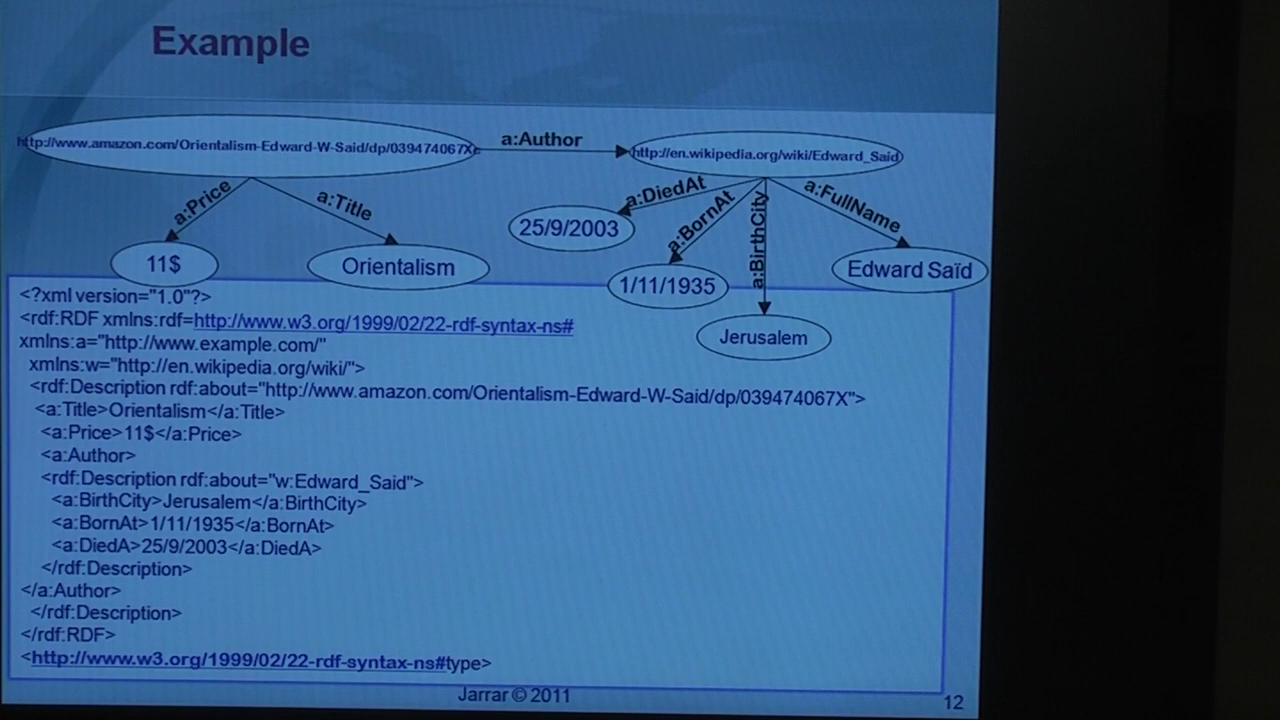 Example
http://www.amazon.com/Orientalism-Edward-W-Said/dp/039474067X
a:Author
http://en.wikipedia.org/wiki/Edward_Said
a:Price
a:Title
a:DiedAt
a:BornAt
a:BirthCity
a:FullName
11$
Orientalism
25/9/2003
1/11/1935
Jerusalem
Edward Saïd
<?xml version="1.0"?>
<rdf:RDF xmlns:rdf=http://www.w3.org/1999/02/22-rdf-syntax-ns#
xmlns:a="http://www.example.com/"
xmlns:w="http://en.wikipedia.org/wiki/">
<rdf:Description rdf:about="http://www.amazon.com/Orientalism-Edward-W-Said/dp/039474067X">
<a:Title>Orientalism</a:Title>
<a:Price>11$</a:Price>
<a:Author>
<rdf:Description rdf:about="w:Edward_Said">
<a:BirthCity>Jerusalem</a:BirthCity>
<a:BornAt>1/11/1935</a:BornAt>
<a:DiedA>25/9/2003</a:DiedA>
</rdf:Description>
</a:Author>
</rdf:Description>
</rdf:RDF>
<http://www.w3.org/1999/02/22-rdf-syntax-ns#type>
Jarrar © 2011
12